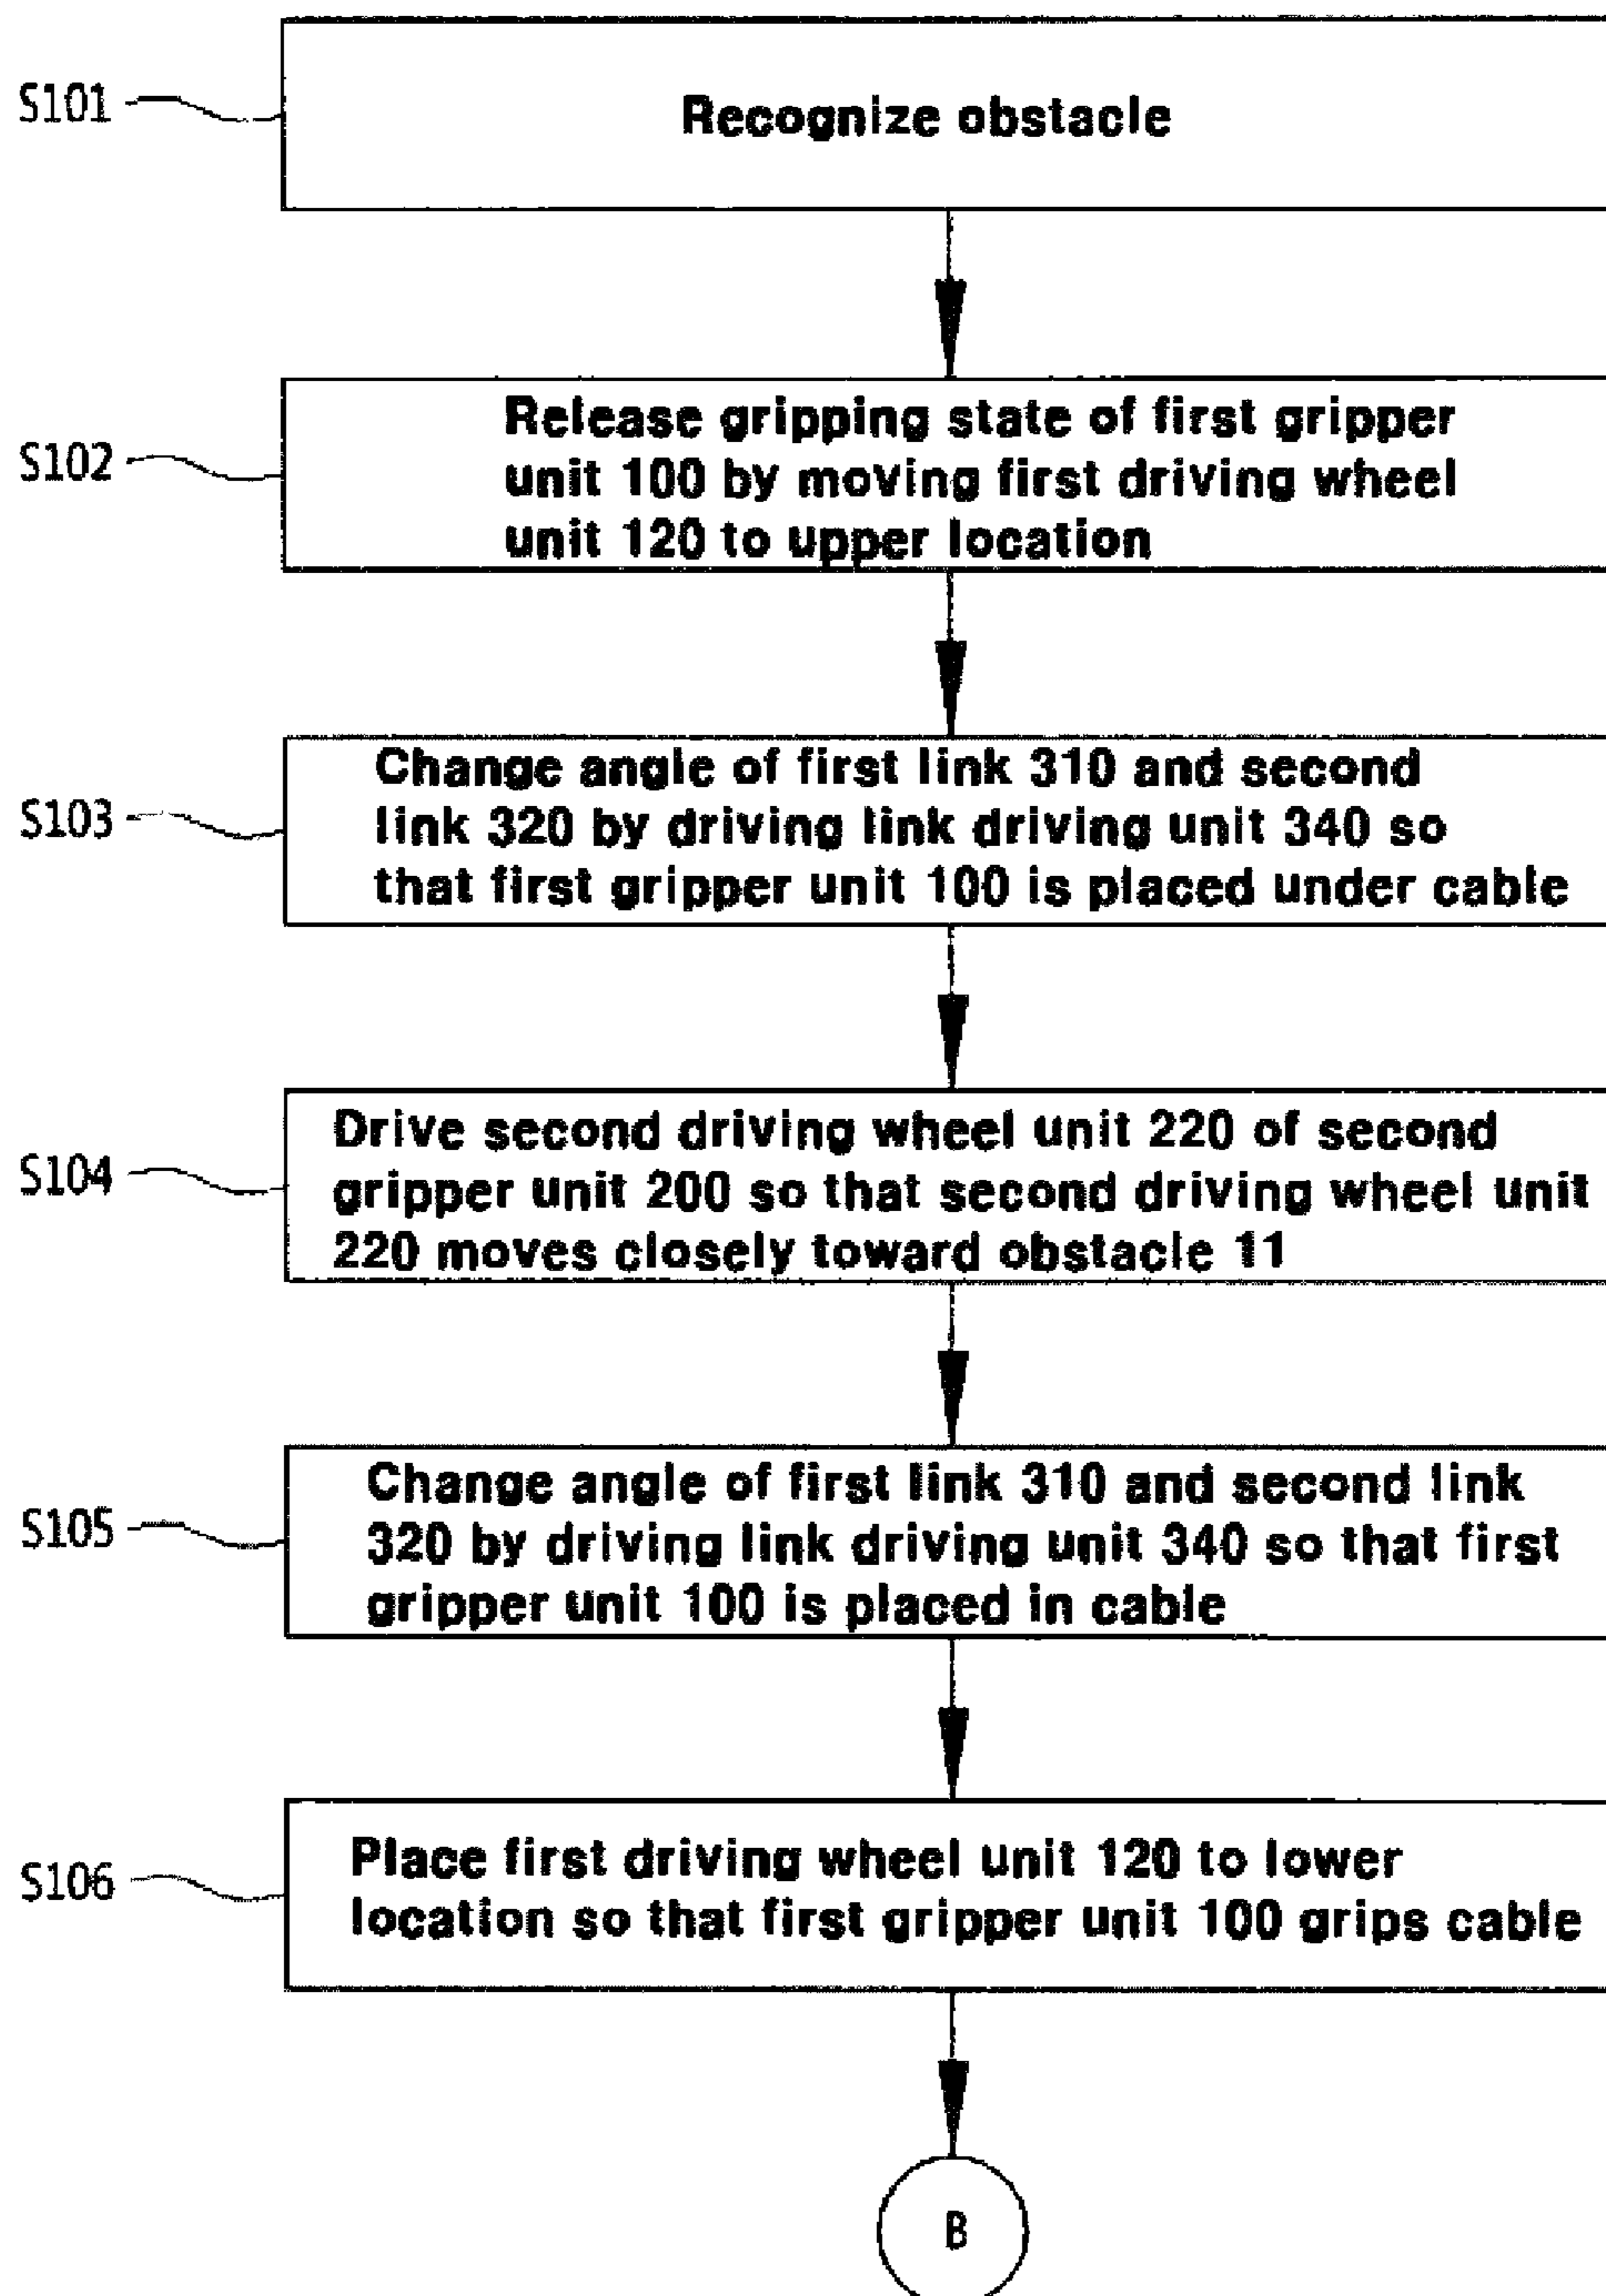 S101
Recognize obstacle
S102
Release gripping state of first gripper
unit 100 by moving first driving wheel
unit 120 to upper location
S103
Change angle of first link 310 and second
link 320 by driving link driving unit 340 so
that first gripper unit 100 is placed under cable
S104
Drive second driving wheel unit 220 of second
gripper unit 200 so that second driving wheel unit
220 moves closely toward obstacle 11
S105
Change angle of first link 310 and second link
320 by driving link driving unit 340 so that first
gripper unit 100 is placed in cable
S106
Place first driving wheel unit 120 to lower
location so that first gripper unit 100 grips cable
B